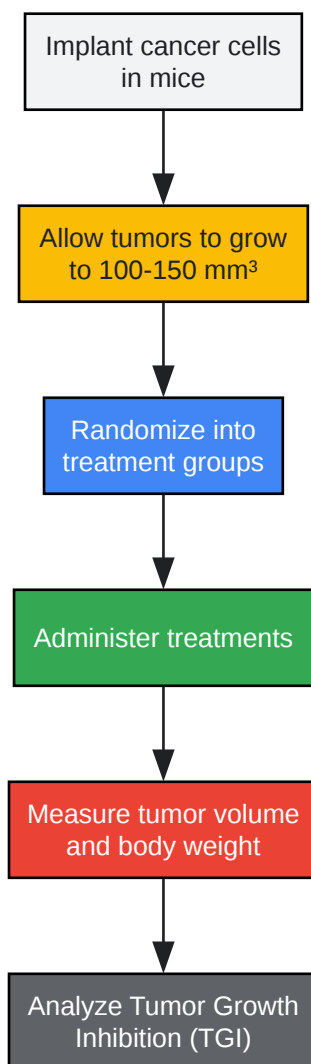 Implant cancer cells
in mice
Allow tumors to grow
to 100-150 mm³
Randomize into
treatment groups
Administer treatments
Measure tumor volume
and body weight
Analyze Tumor Growth
Inhibition (TGI)